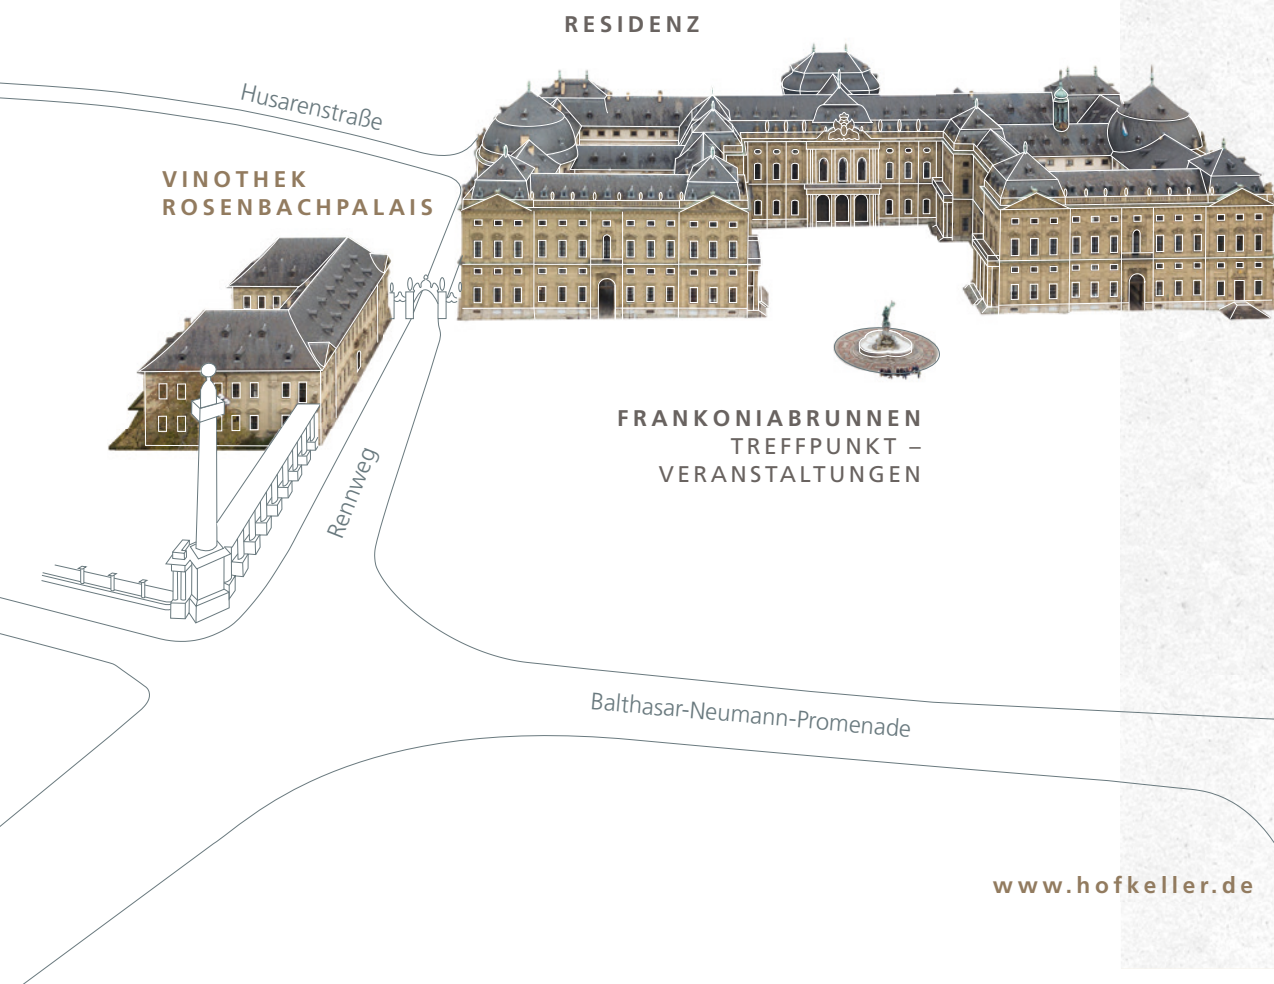 RESIDENZ
Husarenstraße
VINOTHEK
ROSENBACHPALAIS
FRANKONIABRUNNEN
TREFFPUNKT –
VERANSTALTUNGEN
Rennweg
Balthasar-Neumann-Promenade
www.hofkeller.de